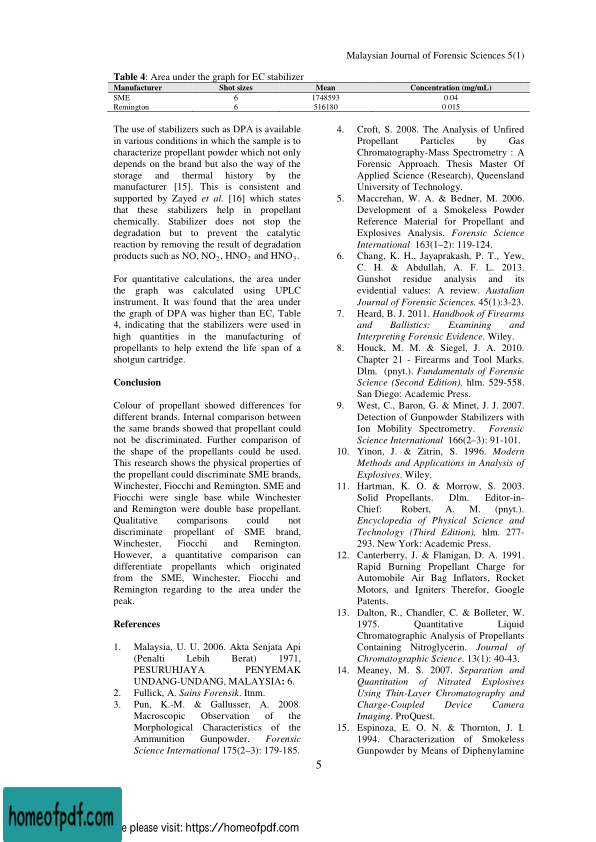 Malaysian Journal of Forensic Sciences 5(1)
Table 4: Area under the graph for EC stabilizer
Manufacturer Shot sizes Mean Concentration (mg/mL)
SME 6 1748593 0.04
Remington 6 516180 0.015
The use of stabilizers such as DPA is available
in various conditions in which the sample is to
characterize propellant powder which not only
depends on the brand but also the way of the
storage and thermal history by the
manufacturer [15]. This is consistent and
supported by Zayed et al. [16] which states
that these stabilizers help in propellant
chemically. Stabilizer does not stop the
degradation but to prevent the catalytic
reaction by removing the result of degradation
products such as NO, NO2, HNO2 and HNO3.
For quantitative calculations, the area under
the graph was calculated using UPLC
instrument. It was found that the area under
the graph of DPA was higher than EC, Table
4, indicating that the stabilizers were used in
high quantities in the manufacturing of
propellants to help extend the life span of a
shotgun cartridge.
Conclusion
Colour of propellant showed differences for
different brands. Internal comparison between
the same brands showed that propellant could
not be discriminated. Further comparison of
the shape of the propellants could be used.
This research shows the physical properties of
the propellant could discriminate SME brands,
Winchester, Fiocchi and Remington. SME and
Fiocchi were single base while Winchester
and Remington were double base propellant.
Qualitative comparisons could not
discriminate propellant of SME brand,
Winchester, Fiocchi and Remington.
However, a quantitative comparison can
differentiate propellants which originated
from the SME, Winchester, Fiocchi and
Remington regarding to the area under the
peak.
References
1. Malaysia, U. U. 2006. Akta Senjata Api
(Penalti Lebih Berat) 1971,
PESURUHJAYA PENYEMAK
UNDANG-UNDANG, MALAYSIA: 6.
2. Fullick, A. Sains Forensik. Itnm.
3. Pun, K.-M. & Gallusser, A. 2008.
Macroscopic Observation of the
Morphological Characteristics of the
Ammunition Gunpowder. Forensic
Science International 175(2–3): 179-185.
4. Croft, S. 2008. The Analysis of Unfired
Propellant Particles by Gas
Chromatography-Mass Spectrometry : A
Forensic Approach. Thesis Master Of
Applied Science (Research), Queensland
University of Technology.
5. Maccrehan, W. A. & Bedner, M. 2006.
Development of a Smokeless Powder
Reference Material for Propellant and
Explosives Analysis. Forensic Science
International 163(1–2): 119-124.
6. Chang, K. H., Jayaprakash, P. T., Yew,
C. H. & Abdullah, A. F. L. 2013.
Gunshot residue analysis and its
evidential values: A review. Austalian
Journal of Forensic Sciences. 45(1):3-23.
7. Heard, B. J. 2011. Handbook of Firearms
and Ballistics: Examining and
Interpreting Forensic Evidence. Wiley.
8. Houck, M. M. & Siegel, J. A. 2010.
Chapter 21 - Firearms and Tool Marks.
Dlm. (pnyt.). Fundamentals of Forensic
Science (Second Edition), hlm. 529-558.
San Diego: Academic Press.
9. West, C., Baron, G. & Minet, J. J. 2007.
Detection of Gunpowder Stabilizers with
Ion Mobility Spectrometry. Forensic
Science International 166(2–3): 91-101.
10. Yinon, J. & Zitrin, S. 1996. Modern
Methods and Applications in Analysis of
Explosives. Wiley.
11. Hartman, K. O. & Morrow, S. 2003.
Solid Propellants. Dlm. Editor-in-
Chief: Robert, A. M. (pnyt.).
Encyclopedia of Physical Science and
Technology (Third Edition), hlm. 277-
293. New York: Academic Press.
12. Canterberry, J. & Flanigan, D. A. 1991.
Rapid Burning Propellant Charge for
Automobile Air Bag Inflators, Rocket
Motors, and Igniters Therefor, Google
Patents.
13. Dalton, R., Chandler, C. & Bolleter, W.
1975. Quantitative Liquid
Chromatographic Analysis of Propellants
Containing Nitroglycerin. Journal of
Chromatographic Science. 13(1): 40-43.
14. Meaney, M. S. 2007. Separation and
Quantification of Nitrated Explosives
Using Thin-Layer Chromatography and
Charge-Coupled Device Camera
Imaging. ProQuest.
15. Espinoza, E. O. N. & Thornton, J. I.
1994. Characterization of Smokeless
Gunpowder by Means of Diphenylamine
5
homeofpdf.com
e please visit: https://homeofpdf.com